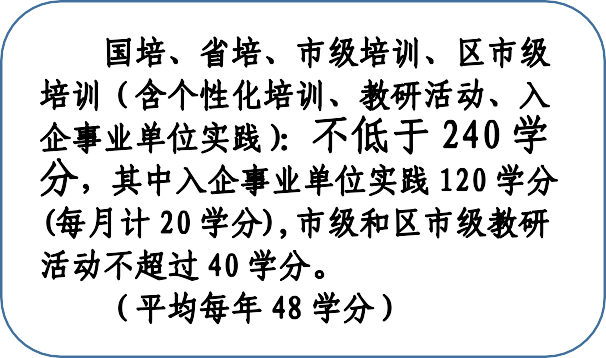 国培、省培、市级培训、区市级
培训（含个性化培训、教研活动、入
企事业单位实践）：不低于 240 学
分，其中入企事业单位实践 120 学分
(每月计 20 学分)，市级和区市级教研
活动不超过 40 学分。
（平均每年 48 学分）